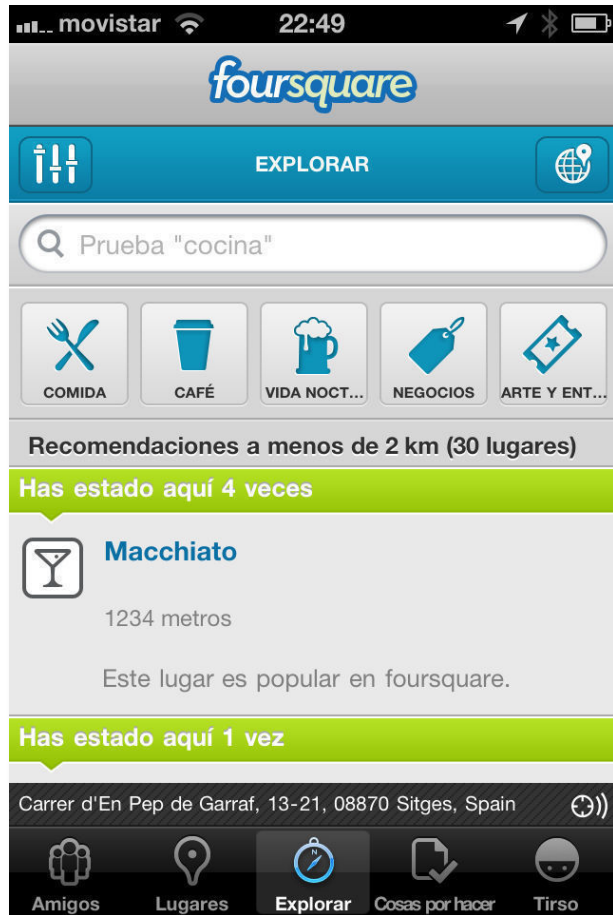 movistar 22:49
foursquare
EXPLORAR
Prueba "cocina"
COMIDA CAFÉ VIDA NOCT... NEGOCIOS ARTE Y ENT...
Recomendaciones a menos de 2 km (30 lugares)
Has estado aquí 4 veces
Macchiato
1234 metros
Este lugar es popular en foursquare.
Has estado aquí 1 vez
Carrer d'En Pep de Garraf, 13-21, 08870 Sitges, Spain
N
Amigos Lugares Explorar Cosas por hacer Tirso